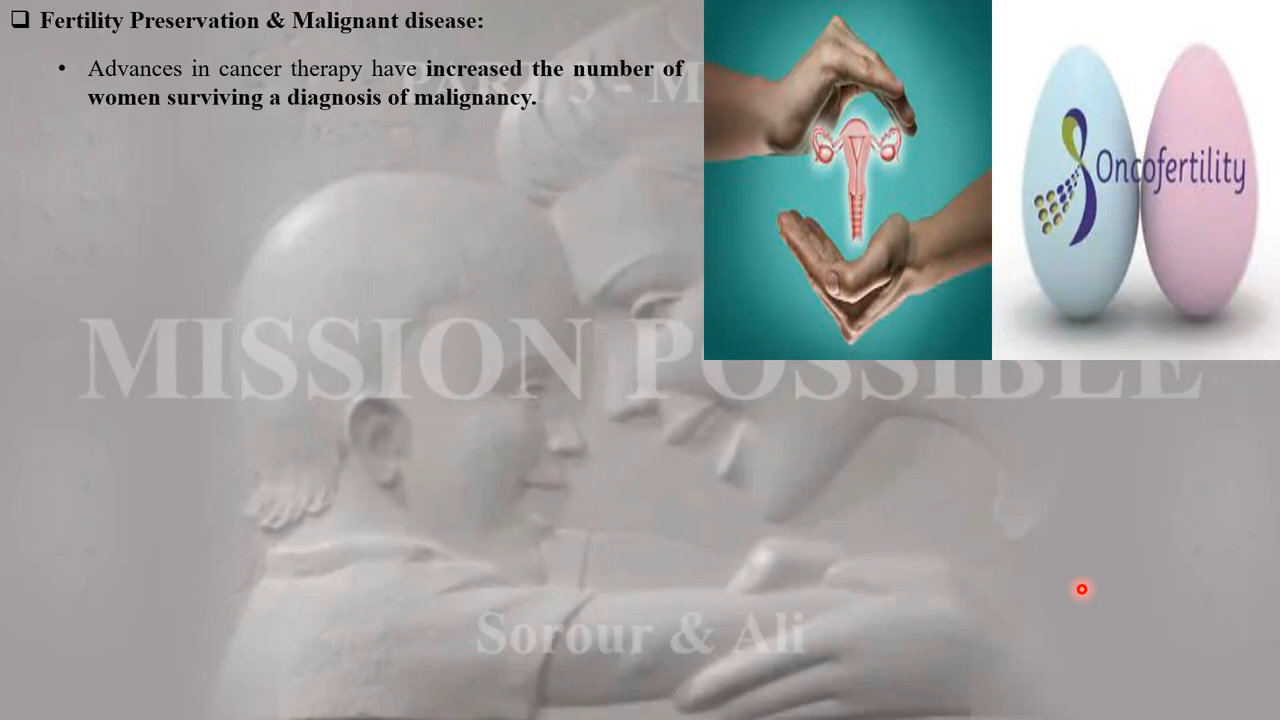 Fertility Preservation & Malignant disease:
• Advances in cancer therapy have increased the number of
women surviving a diagnosis of malignancy.
Oncofertility
MISSION POSSIBLE
Sorour & Ali